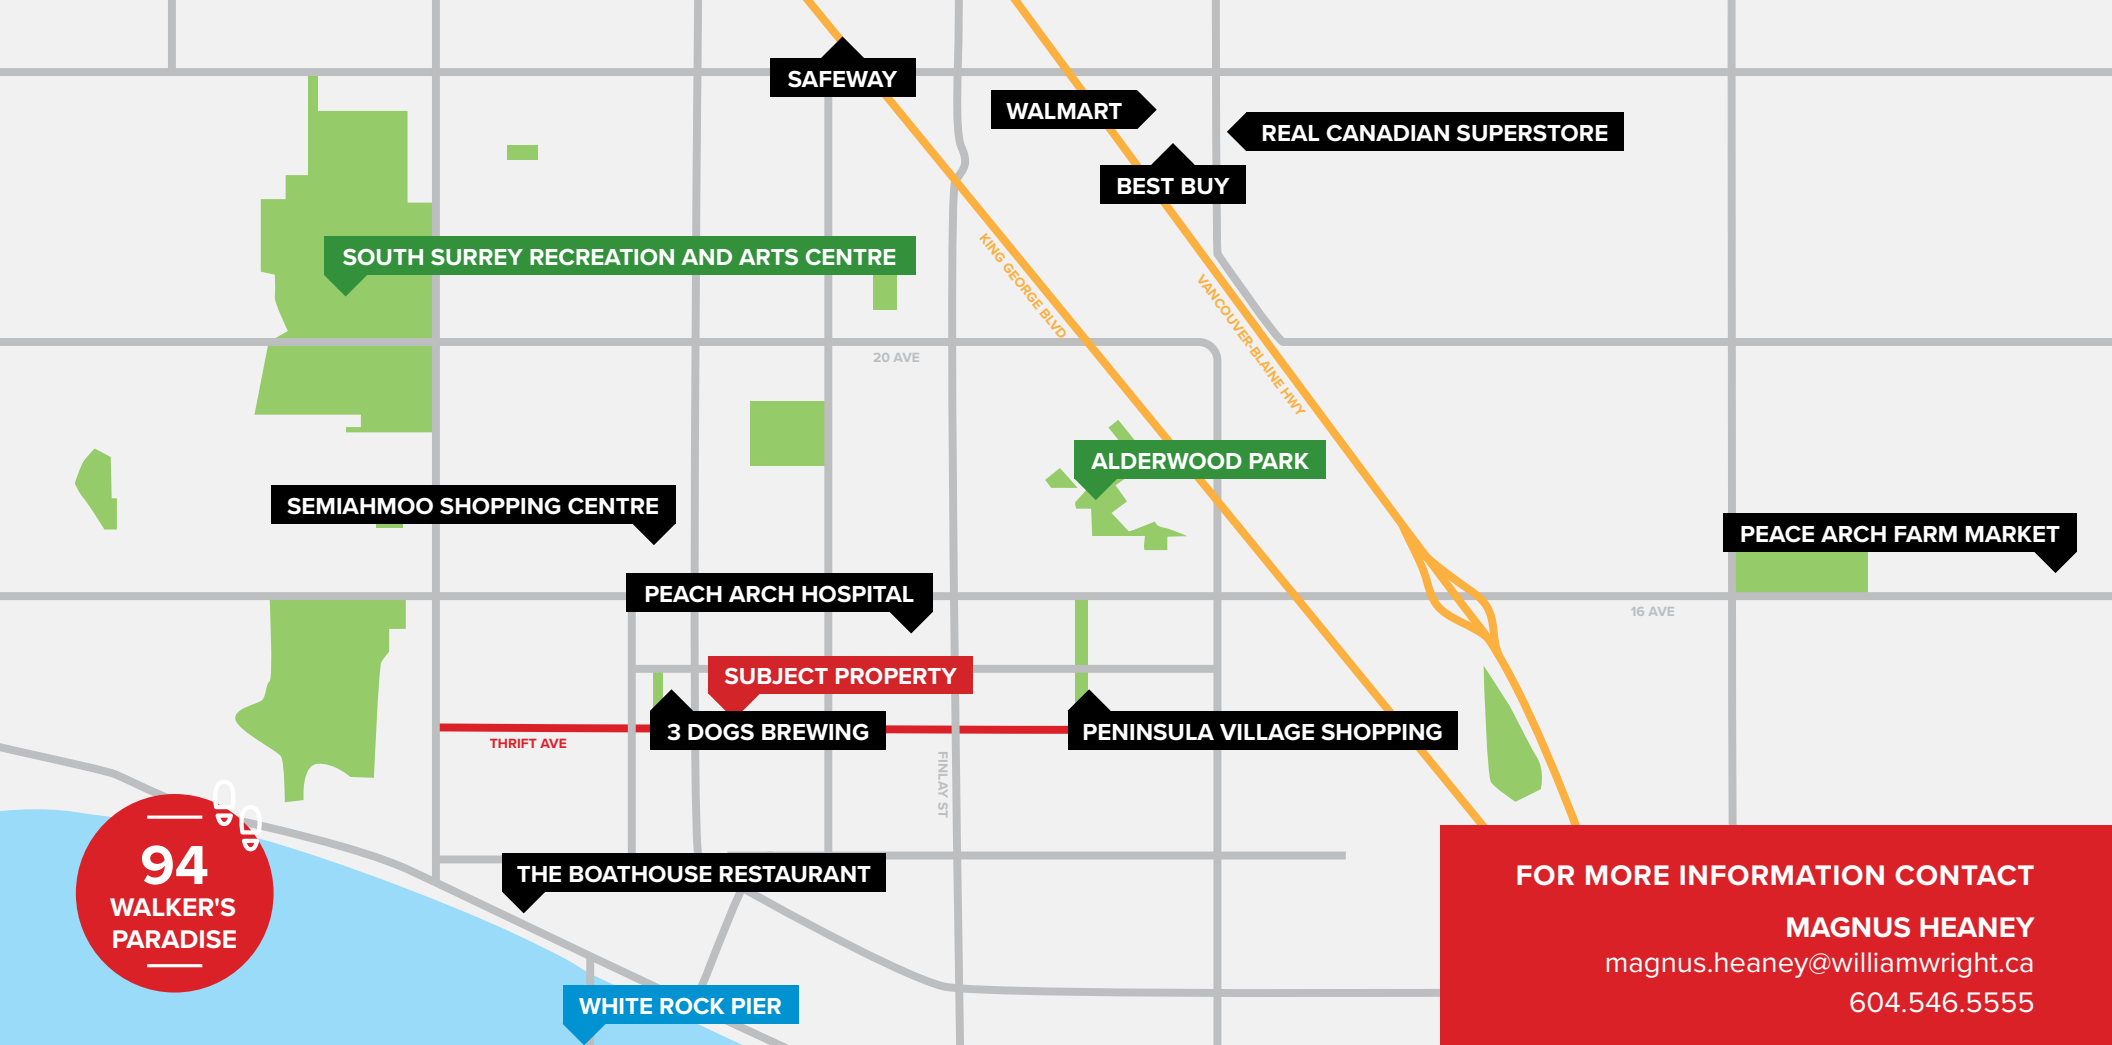 SAFEWAY
WALMART
REAL CANADIAN SUPERSTORE
BEST BUY
SOUTH SURREY RECREATION AND ARTS CENTRE
KING GEORGE BLVD
VANCOUVER-BLAINE HWY
20 AVE
ALDERWOOD PARK
SEMIAHMOO SHOPPING CENTRE
PEACE ARCH FARM MARKET
PEACH ARCH HOSPITAL
16 AVE
SUBJECT PROPERTY
3 DOGS BREWING
PENINSULA VILLAGE SHOPPING
THRIFT AVE
FINLAY ST
94
WALKER'S
PARADISE
THE BOATHOUSE RESTAURANT
WHITE ROCK PIER
FOR MORE INFORMATION CONTACT
MAGNUS HEANEY
magnus.heaney@williamwright.ca
604.546.5555